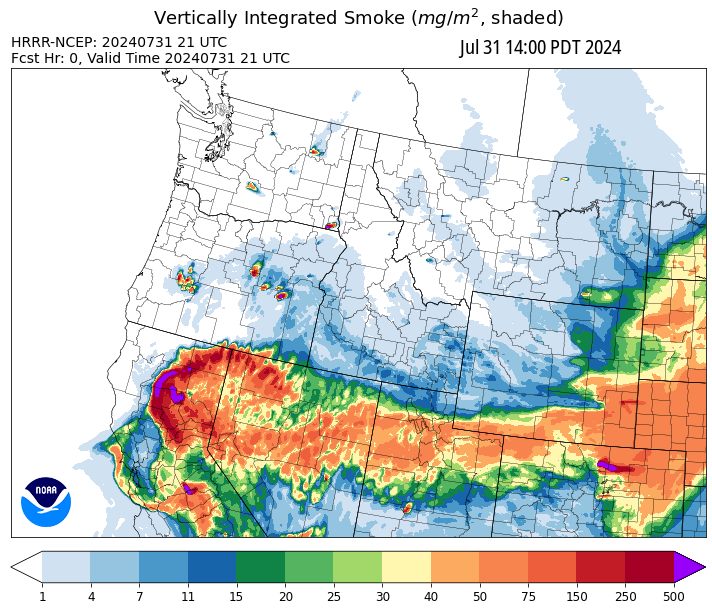 Vertically Integrated Smoke (mg/m², shaded)
HRRR-NCEP: 20240731 21 UTC
Fcst Hr: 0, Valid Time 20240731 21 UTC
Jul 31 14:00 PDT 2024
NOAA
1 4 7 11 15 20 25 30 40 50 75 150 250 500